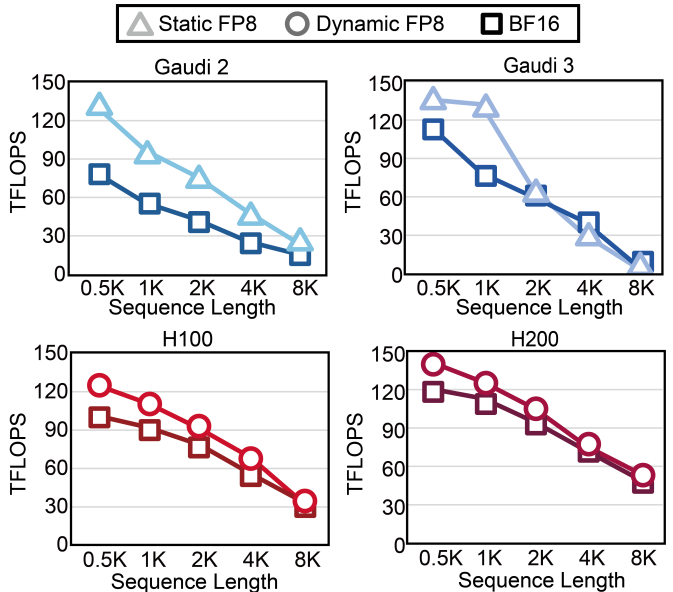 Static FP8 Dynamic FP8 BF16
Gaudi 2
150
120
90
60
30
0
TFLOPS
0.5K 1K 2K 4K 8K
Sequence Length
Gaudi 3
150
120
90
60
30
0
TFLOPS
0.5K 1K 2K 4K 8K
Sequence Length
H100
150
120
90
60
30
0
TFLOPS
0.5K 1K 2K 4K 8K
Sequence Length
H200
150
120
90
60
30
0
TFLOPS
0.5K 1K 2K 4K 8K
Sequence Length